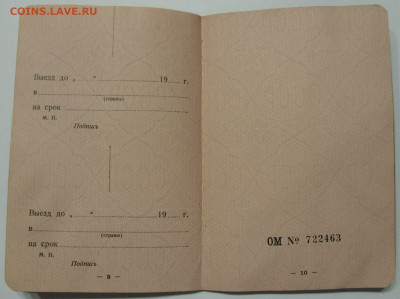 COINS.LAVE.RU
Выезд до „ “ 19 г.
в
(страна)
на срок
м. п.
Подпись
Выезд до „ “ 19 г.
в
(страна)
на срок
м. п.
Подпись
— 9 —
ОМ № 722463
— 10 —